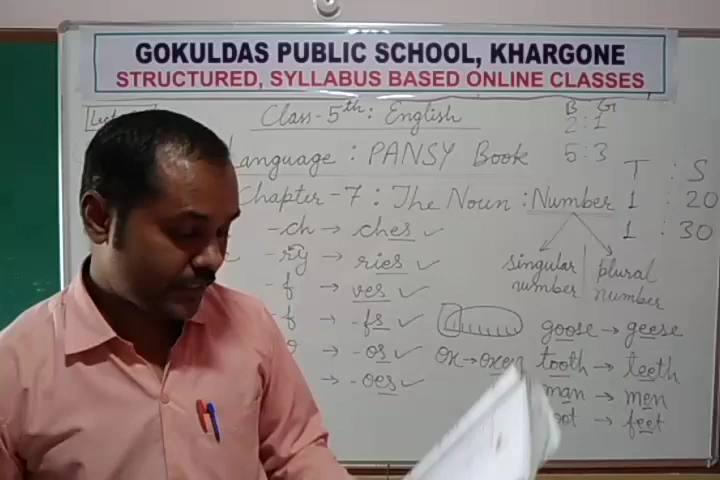 GOKULDAS PUBLIC SCHOOL, KHARGONE
STRUCTURED, SYLLABUS BASED ONLINE CLASSES
Class-5th: English
B G
2:1
5:3
Language: PANSY Book
T : S
1 : 20
1 : 30
Chapter-7: The Noun: Number
singular number
plural number
-ch → ches ✓
-ry → ries ✓
-f → ves ✓
-f → -fs ✓
-o → -os ✓
→ -oes ✓
ox → oxen
goose → geese
tooth → teeth
man → men
→ feet